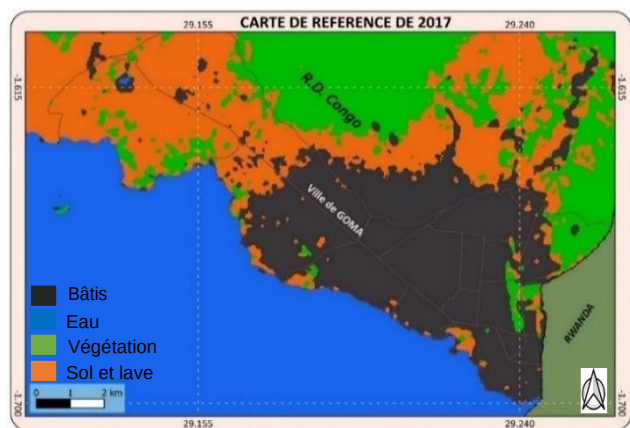 CARTE DE REFERENCE DE 2017
29.155 29.240
-1.615 -1.615
R.D. Congo
Ville de GOMA
Bâtis
Eau
Végétation
Sol et lave
RWANDA
0 1 2 km
-1.700 -1.700
29.155 29.240